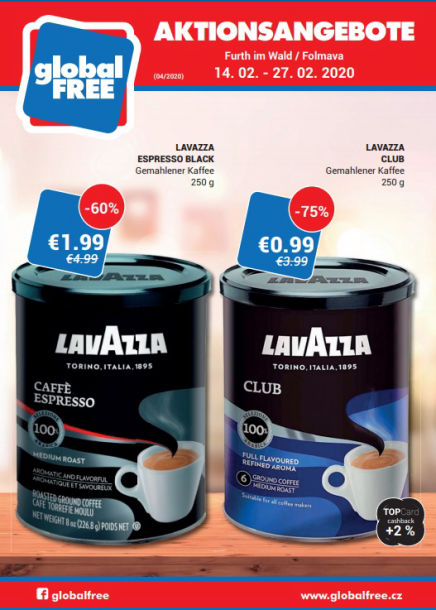 global
FREE
AKTIONSANGEBOTE
Furth im Wald / Folmava
(04/2020)
14. 02. - 27. 02. 2020
LAVAZZA
ESPRESSO BLACK
Gemahlener Kaffee
250 g
-60%
€1.99
€4.99
LAVAZZA
CLUB
Gemahlener Kaffee
250 g
-75%
€0.99
€3.99
LAVAZZA
LAVAZZA
TORINO, ITALIA, 1895
CAFFÈ
ESPRESSO
100%
MEDIUM ROAST
AROMATIC AND FLAVORFUL
AROMATIQUE ET SAVOUREUX
ROASTED GROUND COFFEE
CAFÉ TORRÉFIÉ MOULU
NET WEIGHT 8 oz (226.8 g) POIDS NET
LAVAZZA
LAVAZZA
TORINO, ITALIA, 1895
CLUB
100%
FULL FLAVOURED
REFINED AROMA
6
GROUND COFFEE
MEDIUM ROAST
Suitable for all coffee makers
TOPCard
cashback
+2 %
globalfree
www.globalfree.cz